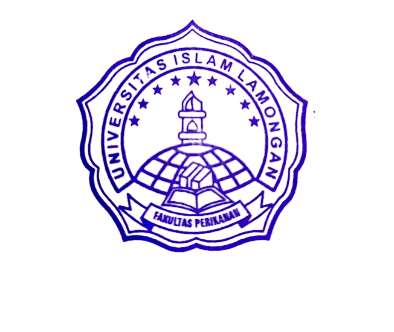 UNIVERSITAS ISLAM LAMONGAN
FAKULTAS PERIKANAN